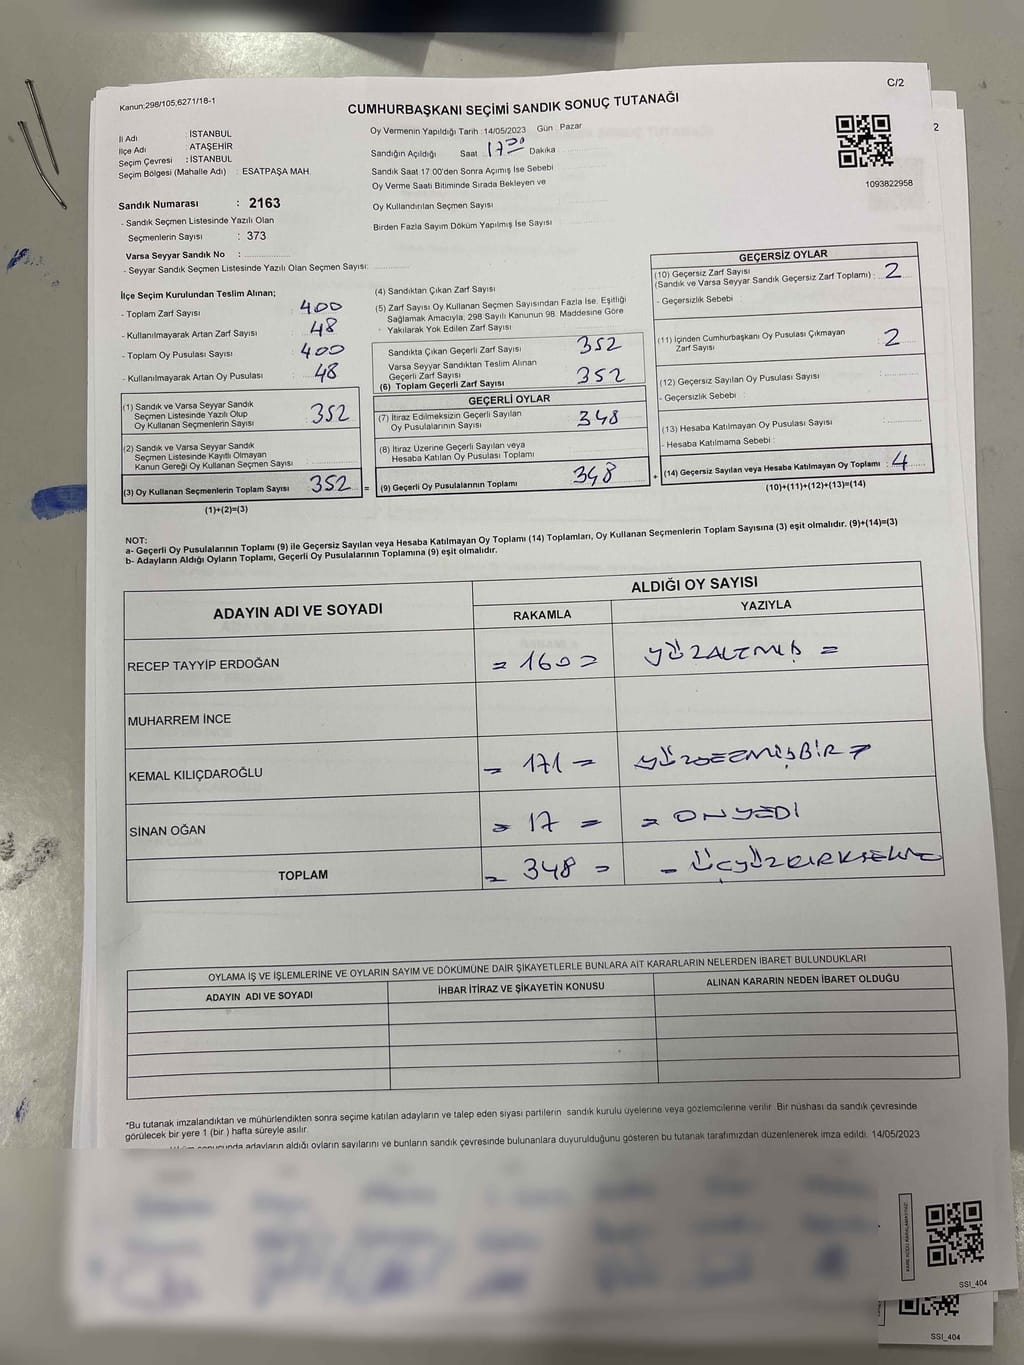 C/2
2
Kanun:298/105,6271/18-1
CUMHURBAŞKANI SEÇİMİ SANDIK SONUÇ TUTANAĞI
İl Adı : İSTANBUL
İlçe Adı : ATAŞEHİR
Seçim Çevresi : İSTANBUL
Seçim Bölgesi (Mahalle Adı) : ESATPAŞA MAH.
Oy Vermenin Yapıldığı Tarih :14/05/2023 Gün : Pazar
Sandığın Açıldığı Saat 17 30 Dakika
Sandık Saat 17:00'den Sonra Açımış İse Sebebi
Oy Verme Saati Bitiminde Sırada Bekleyen ve
Oy Kullandırılan Seçmen Sayısı
Birden Fazla Sayım Döküm Yapılmış İse Sayısı
1093822958
Sandık Numarası : 2163
- Sandık Seçmen Listesinde Yazılı Olan
Seçmenlerin Sayısı : 373
Varsa Seyyar Sandık No :
- Seyyar Sandık Seçmen Listesinde Yazılı Olan Seçmen Sayısı:
İlçe Seçim Kurulundan Teslim Alınan;
- Toplam Zarf Sayısı : 400
- Kullanılmayarak Artan Zarf Sayısı : 48
- Toplam Oy Pusulası Sayısı : 400
- Kullanılmayarak Artan Oy Pusulası : 48
(1) Sandık ve Varsa Seyyar Sandık
Seçmen Listesinde Yazılı Olup
Oy Kullanan Seçmenlerin Sayısı : 352
(2) Sandık ve Varsa Seyyar Sandık
Seçmen Listesinde Kayıtlı Olmayan
Kanun Gereği Oy Kullanan Seçmen Sayısı
(3) Oy Kullanan Seçmenlerin Toplam Sayısı : 352 =
(1)+(2)=(3)
(4) Sandıktan Çıkan Zarf Sayısı
(5) Zarf Sayısı Oy Kullanan Seçmen Sayısından Fazla İse, Eşitliği
Sağlamak Amacıyla, 298 Sayılı Kanunun 98. Maddesine Göre
Yakılarak Yok Edilen Zarf Sayısı
Sandıkta Çıkan Geçerli Zarf Sayısı 352
Varsa Seyyar Sandıktan Teslim Alınan
Geçerli Zarf Sayısı
(6) Toplam Geçerli Zarf Sayısı 352
GEÇERLİ OYLAR
(7) İtiraz Edilmeksizin Geçerli Sayılan
Oy Pusulalarının Sayısı 348
(8) İtiraz Üzerine Geçerli Sayılan veya
Hesaba Katılan Oy Pusulası Toplamı
(9) Geçerli Oy Pusulalarının Toplamı 348 +
GEÇERSİZ OYLAR
(10) Geçersiz Zarf Sayısı
(Sandık ve Varsa Seyyar Sandık Geçersiz Zarf Toplamı) : 2
- Geçersizlik Sebebi :
(11) İçinden Cumhurbaşkanı Oy Pusulası Çıkmayan
Zarf Sayısı 2
(12) Geçersiz Sayılan Oy Pusulası Sayısı :
- Geçersizlik Sebebi :
(13) Hesaba Katılmayan Oy Pusulası Sayısı :
- Hesaba Katılmama Sebebi :
(14) Geçersiz Sayılan veya Hesaba Katılmayan Oy Toplamı : 4
(10)+(11)+(12)+(13)=(14)
NOT:
a- Geçerli Oy Pusulalarının Toplamı (9) ile Geçersiz Sayılan veya Hesaba Katılmayan Oy Toplamı (14) Toplamları, Oy Kullanan Seçmenlerin Toplam Sayısına (3) eşit olmalıdır. (9)+(14)=(3)
b- Adayların Aldığı Oyların Toplamı, Geçerli Oy Pusulalarının Toplamına (9) eşit olmalıdır.
ADAYIN ADI VE SOYADI
ALDIĞI OY SAYISI
RAKAMLA YAZIYLA
RECEP TAYYİP ERDOĞAN = 160 = YÜZALTMIŞ =
MUHARREM İNCE
KEMAL KILIÇDAROĞLU = 171 = YÜZYETMİŞBİR =
SİNAN OĞAN = 17 = = ONYEDİ
TOPLAM = 348 = - ÜÇYÜZKIRKSEKİZ
OYLAMA İŞ VE İŞLEMLERİNE VE OYLARIN SAYIM VE DÖKÜMÜNE DAİR ŞİKAYETLERLE BUNLARA AİT KARARLARIN NELERDEN İBARET BULUNDUKLARI
ADAYIN ADI VE SOYADI İHBAR İTİRAZ VE ŞİKAYETİN KONUSU ALINAN KARARIN NEDEN İBARET OLDUĞU
*Bu tutanak imzalandıktan ve mühürlendikten sonra seçime katılan adayların ve talep eden siyasi partilerin sandık kurulu üyelerine veya gözlemcilerine verilir. Bir nüshası da sandık çevresinde
görülecek bir yere 1 (bir ) hafta süreyle asılır.
sonucunda adayların aldığı oyların sayılarını ve bunların sandık çevresinde bulunanlara duyurulduğunu gösteren bu tutanak tarafımızdan düzenlenerek imza edildi. 14/05/2023
SSI_404
SSI_404